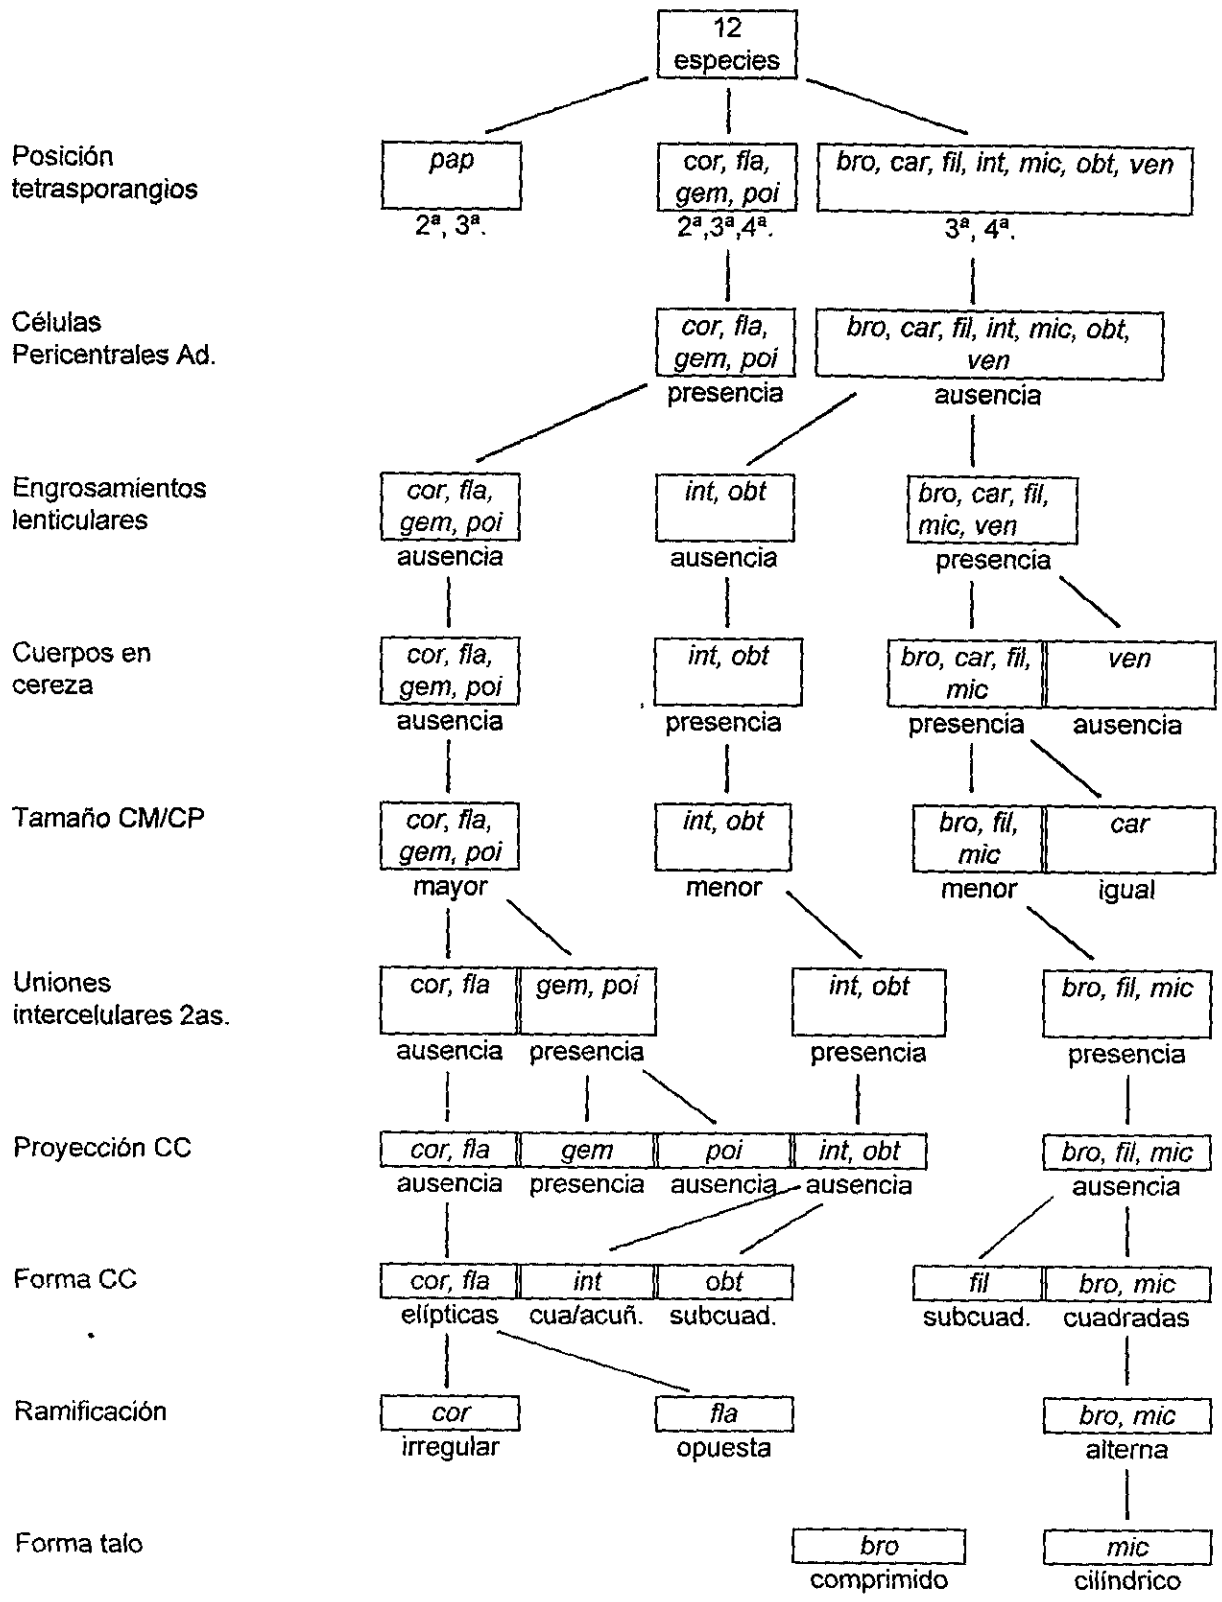 12
especies
Posición
tetrasporangios
pap
cor, fla,
gem, poi
bro, car, fil, int, mic, obt, ven
2ª, 3ª.
2ª,3ª,4ª.
3ª, 4ª.
Células
Pericentrales Ad.
cor, fla,
gem, poi
bro, car, fil, int, mic, obt,
ven
presencia
ausencia
Engrosamientos
lenticulares
cor, fla,
gem, poi
int, obt
bro, car, fil,
mic, ven
ausencia
ausencia
presencia
Cuerpos en
cereza
cor, fla,
gem, poi
int, obt
bro, car, fil,
mic
ven
ausencia
presencia
presencia
ausencia
Tamaño CM/CP
cor, fla,
gem, poi
int, obt
bro, fil,
mic
car
mayor
menor
menor
igual
Uniones
intercelulares 2as.
cor, fla
gem, poi
int, obt
bro, fil, mic
ausencia
presencia
presencia
presencia
Proyección CC
cor, fla
gem
poi
int, obt
bro, fil, mic
ausencia
presencia
ausencia
ausencia
ausencia
Forma CC
cor, fla
int
obt
fil
bro, mic
elípticas
cua/acuñ.
subcuad.
subcuad.
cuadradas
Ramificación
cor
fla
bro, mic
irregular
opuesta
alterna
Forma talo
bro
mic
comprimido
cilíndrico